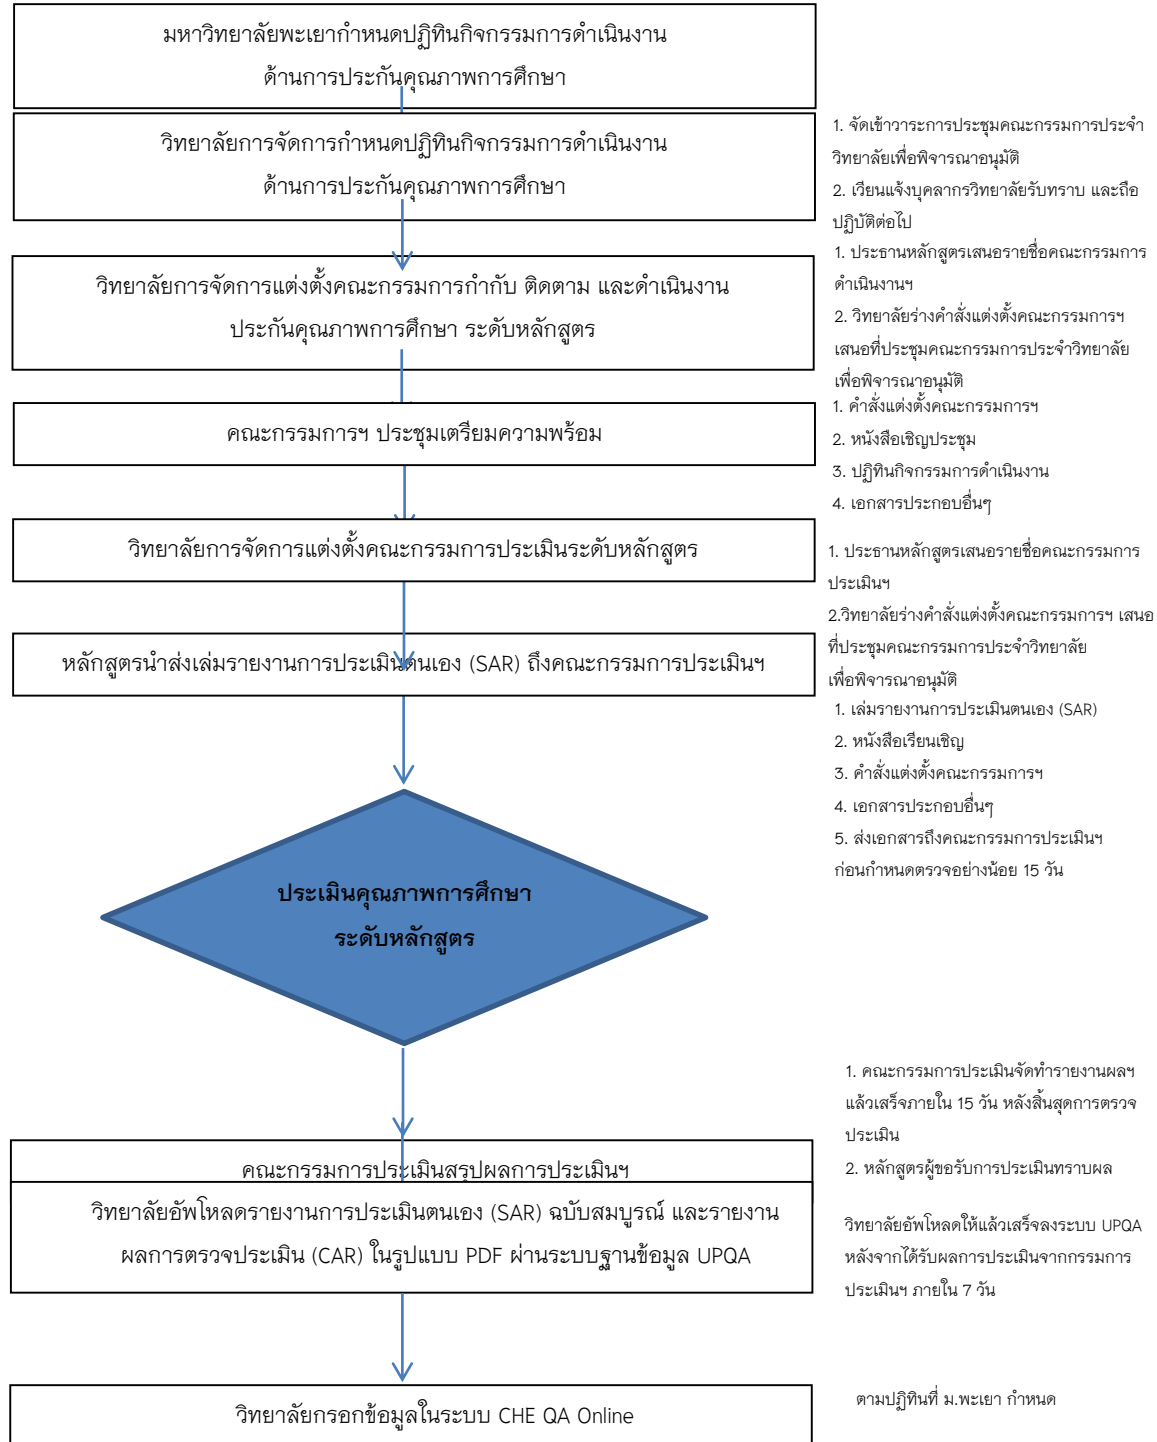 มหาวิทยาลัยพะเยากำหนดปฏิทินกิจกรรมการดำเนินงาน
ด้านการประกันคุณภาพการศึกษา
วิทยาลัยการจัดการกำหนดปฏิทินกิจกรรมการดำเนินงาน
ด้านการประกันคุณภาพการศึกษา
1. จัดเข้าวาระการประชุมคณะกรรมการประจำ
วิทยาลัยเพื่อพิจารณาอนุมัติ
2. เวียนแจ้งบุคลากรวิทยาลัยรับทราบ และถือ
ปฏิบัติต่อไป
วิทยาลัยการจัดการแต่งตั้งคณะกรรมการกำกับ ติดตาม และดำเนินงาน
ประกันคุณภาพการศึกษา ระดับหลักสูตร
1. ประธานหลักสูตรเสนอรายชื่อคณะกรรมการ
ดำเนินงานฯ
2. วิทยาลัยร่างคำสั่งแต่งตั้งคณะกรรมการฯ
เสนอที่ประชุมคณะกรรมการประจำวิทยาลัย
เพื่อพิจารณาอนุมัติ
คณะกรรมการฯ ประชุมเตรียมความพร้อม
1. คำสั่งแต่งตั้งคณะกรรมการฯ
2. หนังสือเชิญประชุม
3. ปฏิทินกิจกรรมการดำเนินงาน
4. เอกสารประกอบอื่นๆ
วิทยาลัยการจัดการแต่งตั้งคณะกรรมการประเมินระดับหลักสูตร
1. ประธานหลักสูตรเสนอรายชื่อคณะกรรมการ
ประเมินฯ
2.วิทยาลัยร่างคำสั่งแต่งตั้งคณะกรรมการฯ เสนอ
ที่ประชุมคณะกรรมการประจำวิทยาลัย
เพื่อพิจารณาอนุมัติ
หลักสูตรนำส่งเล่มรายงานการประเมินตนเอง (SAR) ถึงคณะกรรมการประเมินฯ
1. เล่มรายงานการประเมินตนเอง (SAR)
2. หนังสือเรียนเชิญ
3. คำสั่งแต่งตั้งคณะกรรมการฯ
4. เอกสารประกอบอื่นๆ
5. ส่งเอกสารถึงคณะกรรมการประเมินฯ
ก่อนกำหนดตรวจอย่างน้อย 15 วัน
ประเมินคุณภาพการศึกษา
ระดับหลักสูตร
คณะกรรมการประเมินสรุปผลการประเมินฯ
1. คณะกรรมการประเมินจัดทำรายงานผลฯ
แล้วเสร็จภายใน 15 วัน หลังสิ้นสุดการตรวจ
ประเมิน
2. หลักสูตรผู้ขอรับการประเมินทราบผล
วิทยาลัยอัพโหลดรายงานการประเมินตนเอง (SAR) ฉบับสมบูรณ์ และรายงาน
ผลการตรวจประเมิน (CAR) ในรูปแบบ PDF ผ่านระบบฐานข้อมูล UPQA
วิทยาลัยอัพโหลดให้แล้วเสร็จลงระบบ UPQA
หลังจากได้รับผลการประเมินจากกรรมการ
ประเมินฯ ภายใน 7 วัน
วิทยาลัยกรอกข้อมูลในระบบ CHE QA Online
ตามปฏิทินที่ ม.พะเยา กำหนด